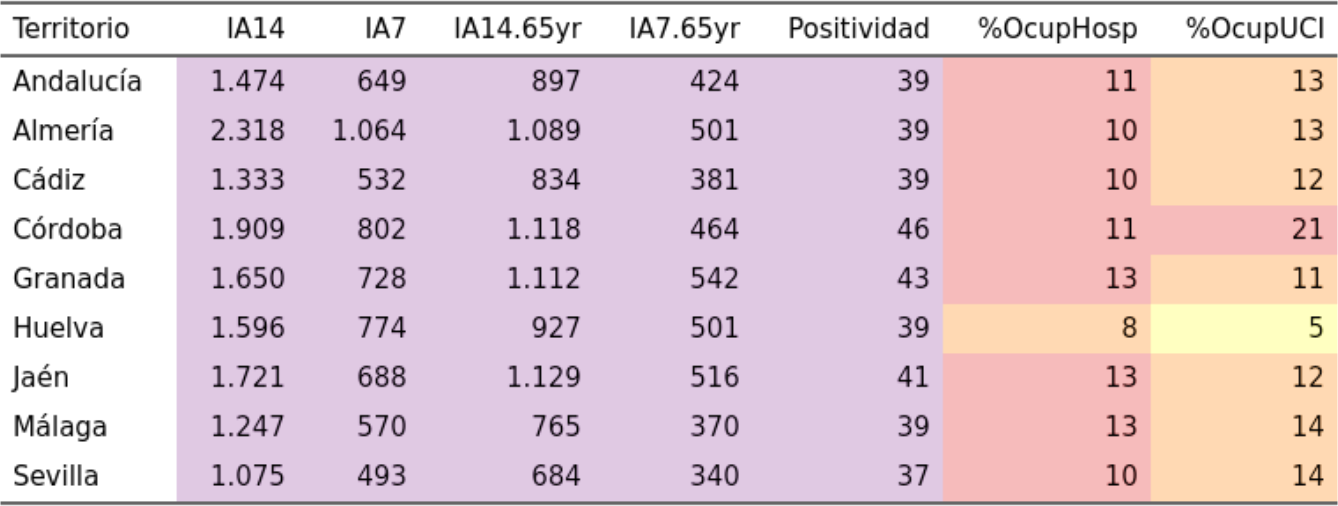 Territorio IA14 IA7 IA14.65yr IA7.65yr Positividad %OcupHosp %OcupUCI
Andalucía 1.474 649 897 424 39 11 13
Almería 2.318 1.064 1.089 501 39 10 13
Cádiz 1.333 532 834 381 39 10 12
Córdoba 1.909 802 1.118 464 46 11 21
Granada 1.650 728 1.112 542 43 13 11
Huelva 1.596 774 927 501 39 8 5
Jaén 1.721 688 1.129 516 41 13 12
Málaga 1.247 570 765 370 39 13 14
Sevilla 1.075 493 684 340 37 10 14